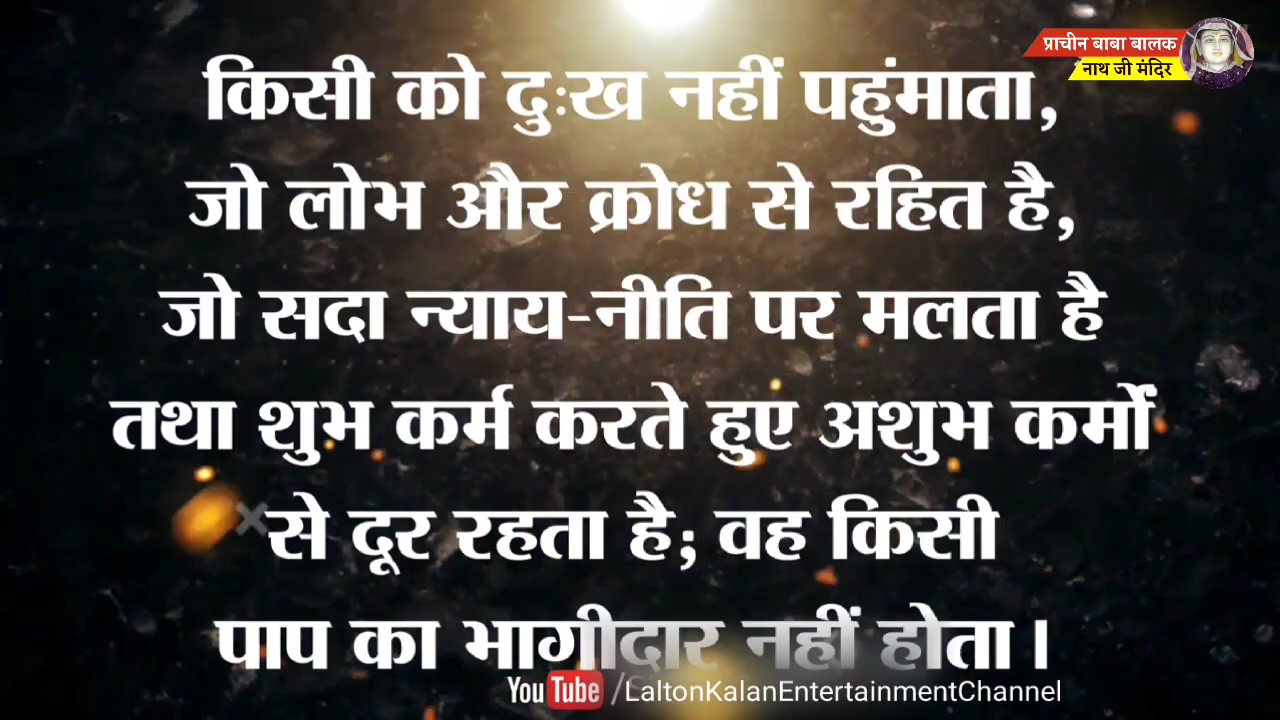 प्राचीन बाबा बालक
नाथ जी मंदिर
किसी को दुःख नहीं पहुंमाता,
जो लोभ और क्रोध से रहित है,
जो सदा न्याय-नीति पर मलता है
तथा शुभ कर्म करते हुए अशुभ कर्मों
से दूर रहता है; वह किसी
पाप का भागीदार नहीं होता।
YouTube /LaltonKalanEntertainmentChannel